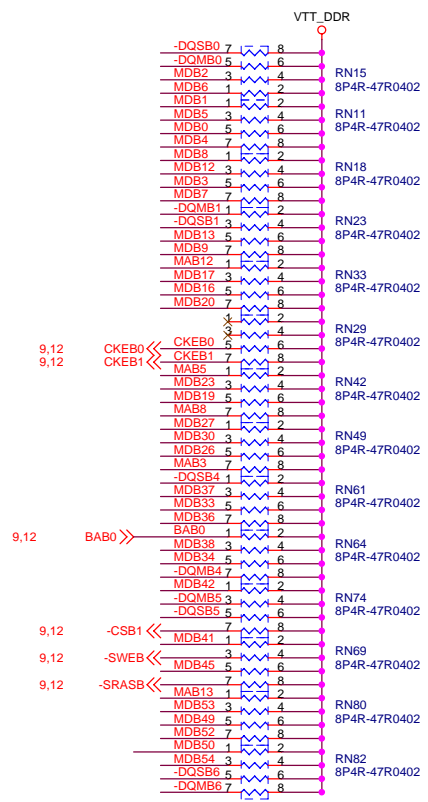 VTT_DDR
-DQSB0 7 8
-DQMB0 5 6
MDB2 3 4 RN15
MDB6 1 2 8P4R-47R0402
MDB1 1 2
MDB5 3 4 RN11
MDB0 5 6 8P4R-47R0402
MDB4 7 8
MDB8 1 2
MDB12 3 4 RN18
MDB3 5 6 8P4R-47R0402
MDB7 7 8
-DQMB1 1 2
-DQSB1 3 4 RN23
MDB13 5 6 8P4R-47R0402
MDB9 7 8
MAB12 1 2
MDB17 3 4 RN33
MDB16 5 6 8P4R-47R0402
MDB20 7 8
1 2
3 4 RN29
9,12 CKEB0 CKEB0 5 6 8P4R-47R0402
9,12 CKEB1 CKEB1 7 8
MAB5 1 2
MDB23 3 4 RN42
MDB19 5 6 8P4R-47R0402
MAB8 7 8
MDB27 1 2
MDB30 3 4 RN49
MDB26 5 6 8P4R-47R0402
MAB3 7 8
-DQSB4 1 2
MDB37 3 4 RN61
MDB33 5 6 8P4R-47R0402
MDB36 7 8
9,12 BAB0 BAB0 1 2
MDB38 3 4 RN64
MDB34 5 6 8P4R-47R0402
-DQMB4 7 8
MDB42 1 2
-DQMB5 3 4 RN74
-DQSB5 5 6 8P4R-47R0402
9,12 -CSB1 7 8
MDB41 1 2
9,12 -SWEB 3 4 RN69
MDB45 5 6 8P4R-47R0402
9,12 -SRASB 7 8
MAB13 1 2
MDB53 3 4 RN80
MDB49 5 6 8P4R-47R0402
MDB52 7 8
MDB50 1 2
MDB54 3 4 RN82
-DQSB6 5 6 8P4R-47R0402
-DQMB6 7 8